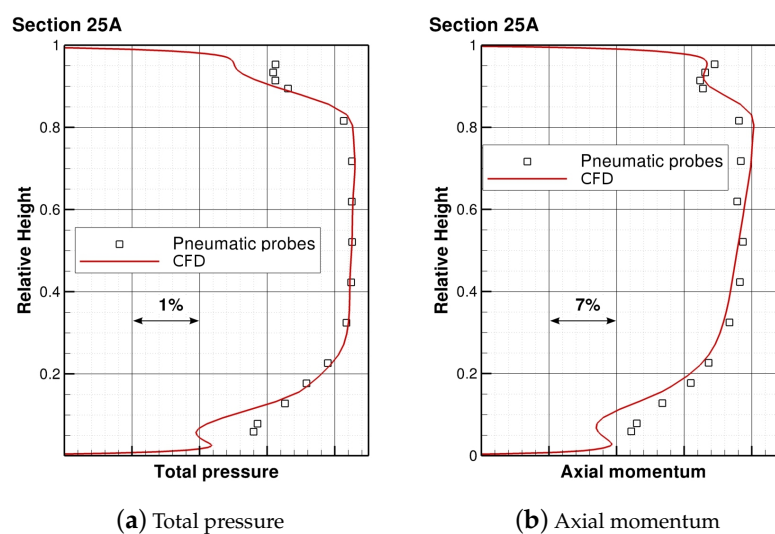 Section 25A
1
0.8
0.6
0.4
0.2
Relative Height
Pneumatic probes
CFD
1%
Total pressure
(a) Total pressure
Section 25A
1
0.8
0.6
0.4
0.2
0
Relative Height
Pneumatic probes
CFD
7%
Axial momentum
(b) Axial momentum